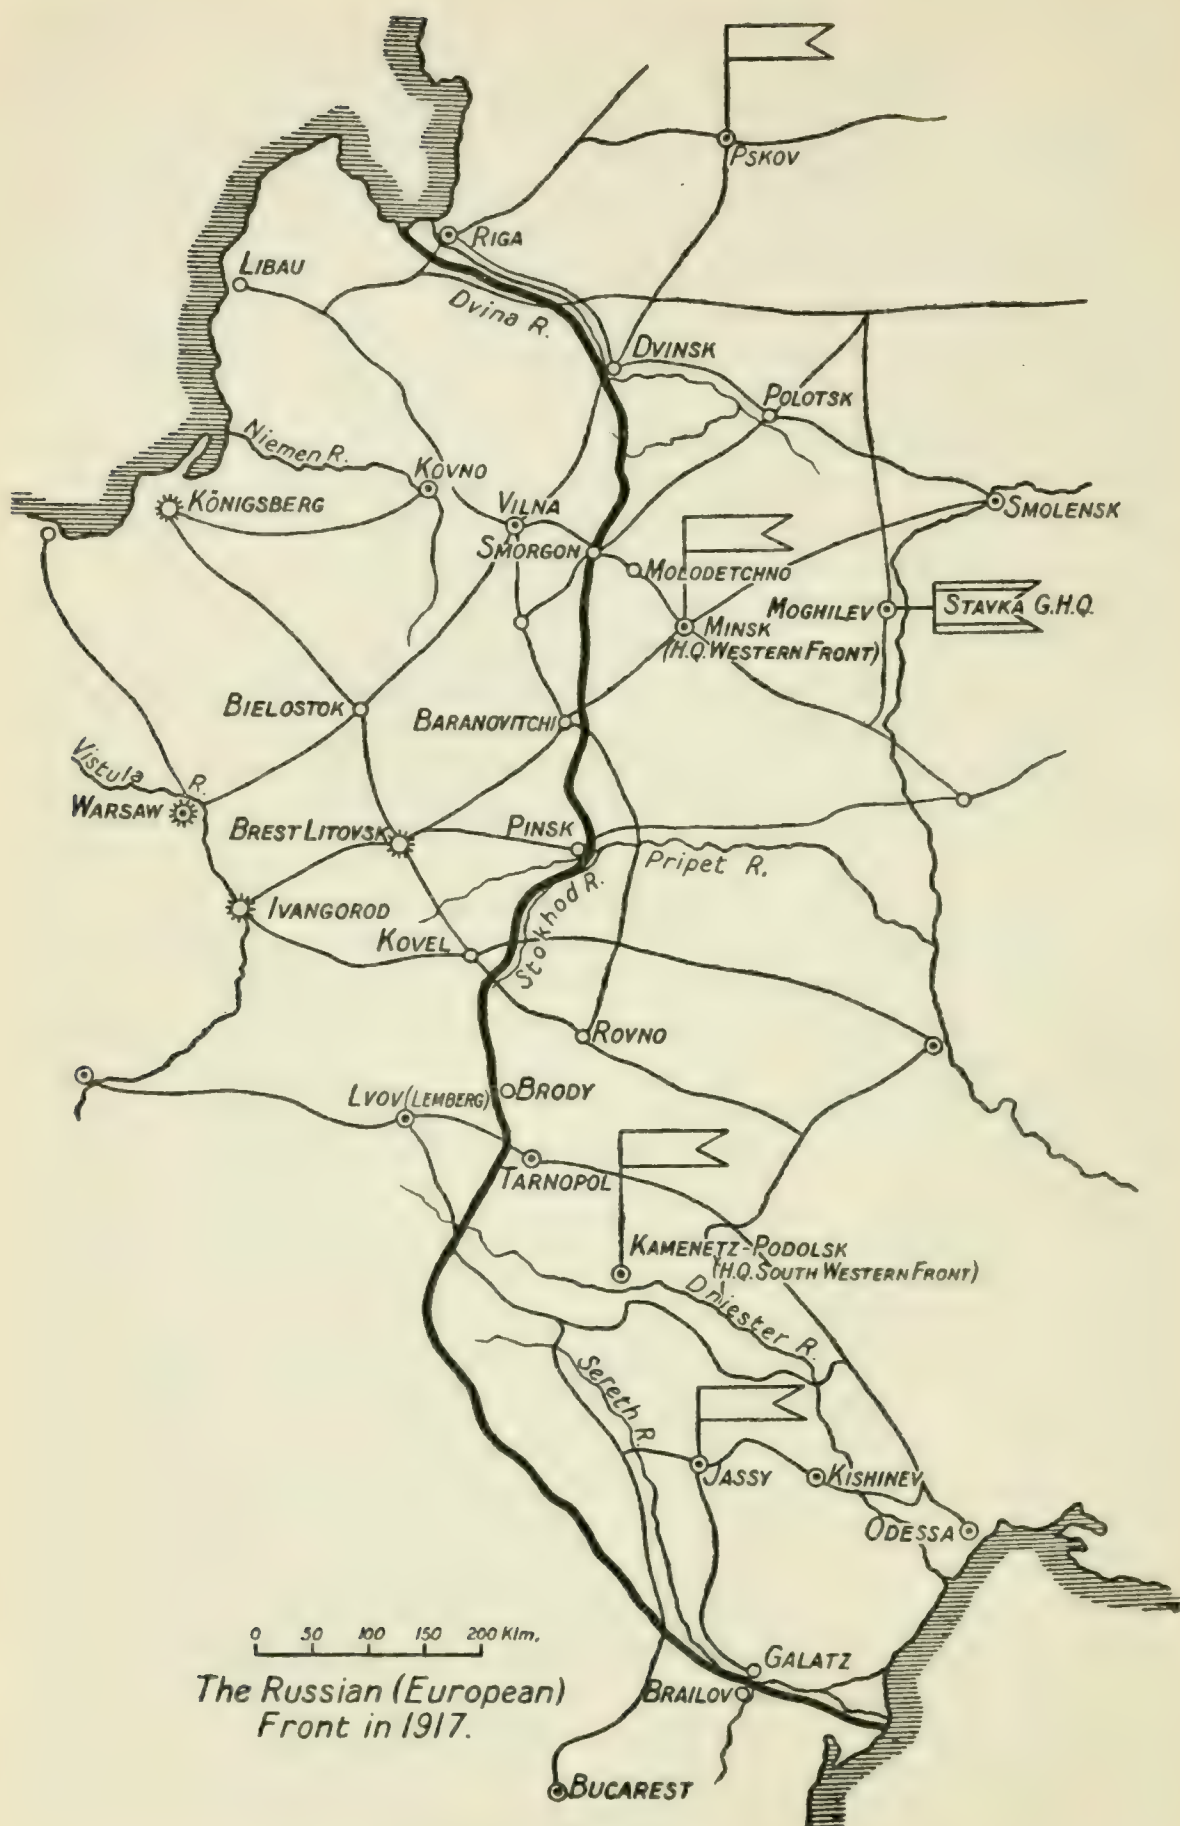 PSKOV
RIGA
LIBAU
Dvina R.
DVINSK
POLOTSK
Niemen R.
KOVNO
KÖNIGSBERG
VILNA
SMOLENSK
SMORGON
MOLODETCHNO
MOGHILEV
STAVKA G.H.Q.
MINSK
(H.Q. WESTERN FRONT)
BIELOSTOK
BARANOVITCHI
Vistula R.
WARSAW
BREST LITOVSK
PINSK
Pripet R.
IVANGOROD
Stokhod R.
KOVEL
ROVNO
BRODY
LVOV (LEMBERG)
TARNOPOL
KAMENETZ-PODOLSK
(H.Q. SOUTH WESTERN FRONT)
Dniester R.
Sereth R.
JASSY
KISHINEV
ODESSA
0 50 100 150 200 Klm.
GALATZ
The Russian (European)
Front in 1917.
BRAILOV
BUCAREST